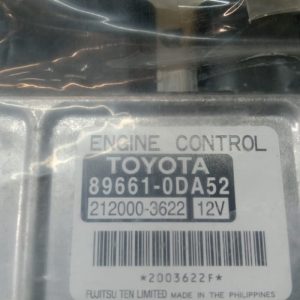 ENGINE CONTROL
TOYOTA
89661-0DA52
212000-3622 12V
*2003622F*
FUJITSU TEN LIMITED MADE IN THE PHILIPPINES